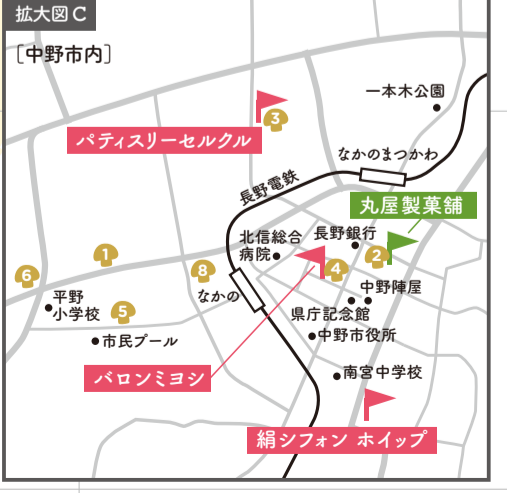 拡大図C
［中野市内］
一本木公園
3
パティスリーセルクル
なかのまつかわ
長野電鉄
丸屋製菓舗
北信総合
病院
長野銀行
2
4
1
8
6
なかの
中野陣屋
県庁記念館
平野
小学校
5
市民プール
中野市役所
バロンミヨシ
南宮中学校
絹シフォン ホイップ